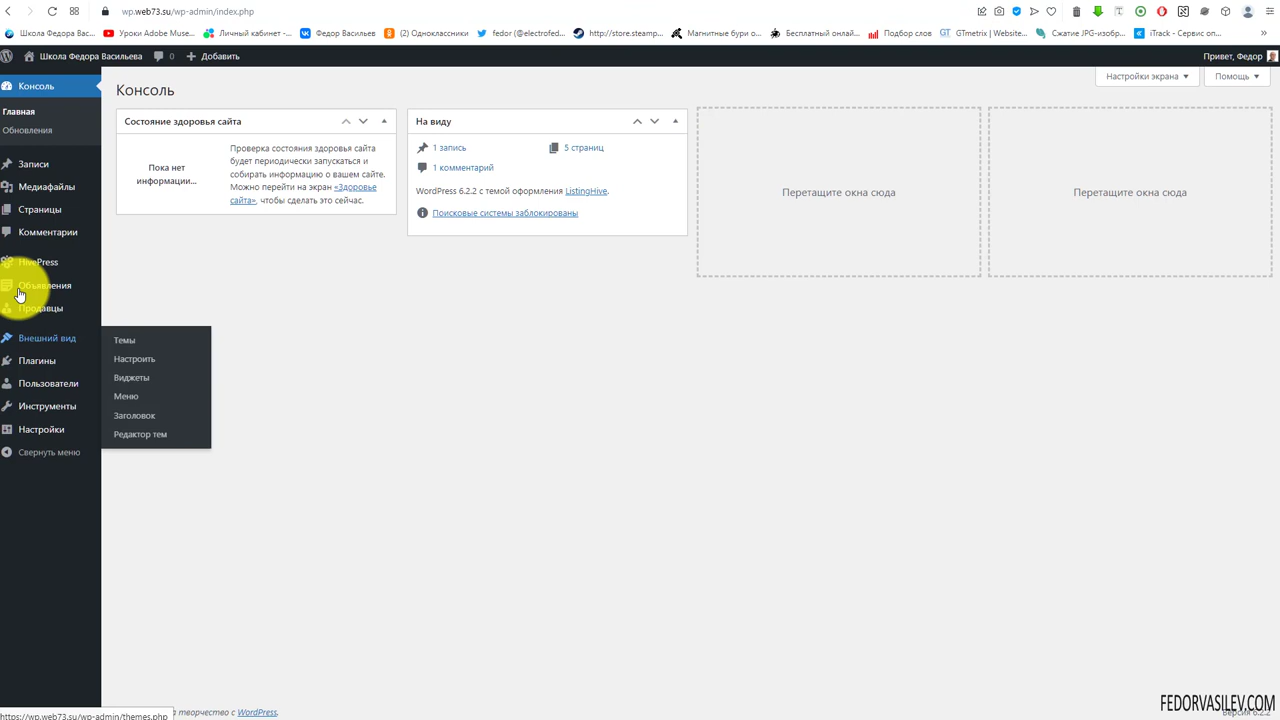 wp.web73.su/wp-admin/index.php
Школа Федора Вас...
Уроки Adobe Muse...
Личный кабинет -...
Федор Васильев
(2) Одноклассники
fedor (@electrofed...
http://store.steamp...
Магнитные бури о...
Бесплатный онлай...
Подбор слов
GTmetrix | Website...
Сжатие JPG-изобр...
iTrack - Сервис оп...
Школа Федора Васильева
0
Добавить
Привет, Федор
Консоль
Главная
Обновления
Записи
Медиафайлы
Страницы
Комментарии
HivePress
Объявления
Продавцы
Внешний вид
Плагины
Пользователи
Инструменты
Настройки
Свернуть меню
Темы
Настроить
Виджеты
Меню
Заголовок
Редактор тем
Настройки экрана
Помощь
Консоль
Состояние здоровья сайта
Пока нет
информации...
Проверка состояния здоровья сайта
будет периодически запускаться и
собирать информацию о вашем сайте.
Можно перейти на экран «Здоровье
сайта», чтобы сделать это сейчас.
На виду
1 запись
5 страниц
1 комментарий
WordPress 6.2.2 с темой оформления ListingHive.
Поисковые системы заблокированы
Перетащите окна сюда
Перетащите окна сюда
https://wp.web73.su/wp-admin/themes.php
а творчество с WordPress.
FEDORVASILEV.COM
Версия 6.2.2